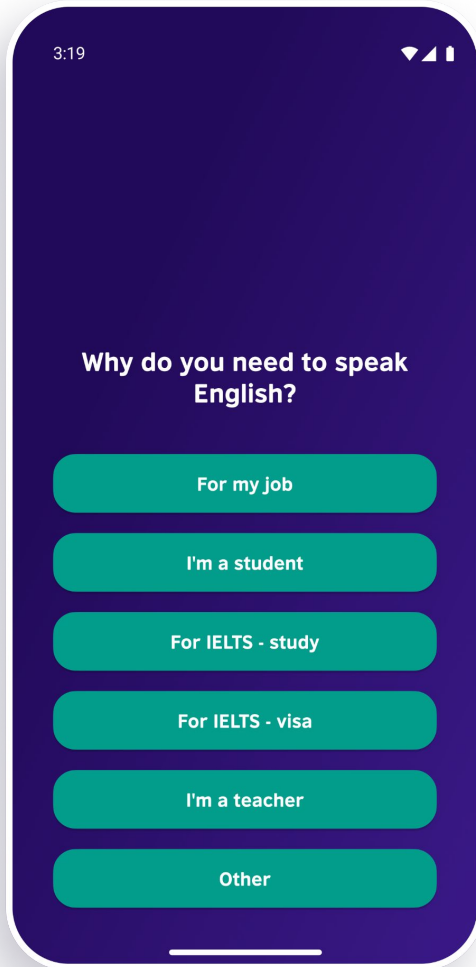 3:19
Why do you need to speak
English?
For my job
I'm a student
For IELTS - study
For IELTS - visa
I'm a teacher
Other